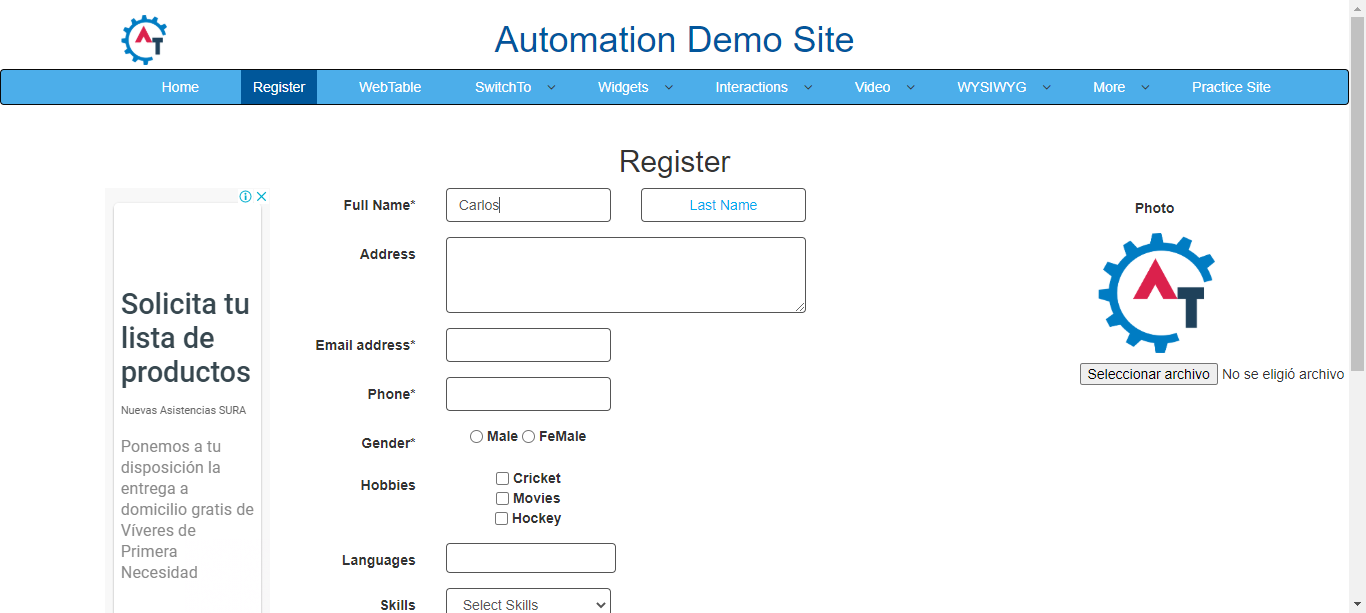 AT
Automation Demo Site
Home Register WebTable SwitchTo Widgets Interactions Video WYSIWYG More Practice Site
Register
Full Name* Carlos Last Name
Address
Email address*
Phone*
Gender* Male FeMale
Hobbies Cricket
Movies
Hockey
Languages
Skills Select Skills
Photo
AT
Seleccionar archivo No se eligió archivo
Solicita tu
lista de
productos
Nuevas Asistencias SURA
Ponemos a tu
disposición la
entrega a
domicilio gratis de
Víveres de
Primera
Necesidad